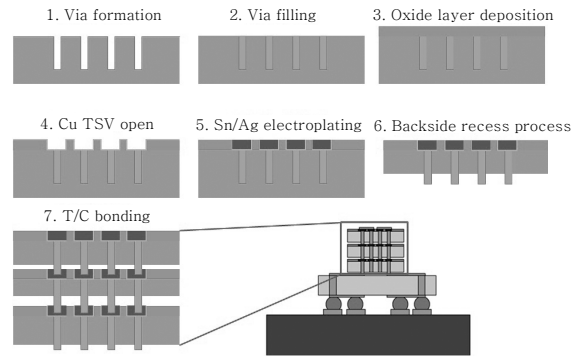 1. Via formation
2. Via filling
3. Oxide layer deposition
4. Cu TSV open
5. Sn/Ag electroplating
6. Backside recess process
7. T/C bonding